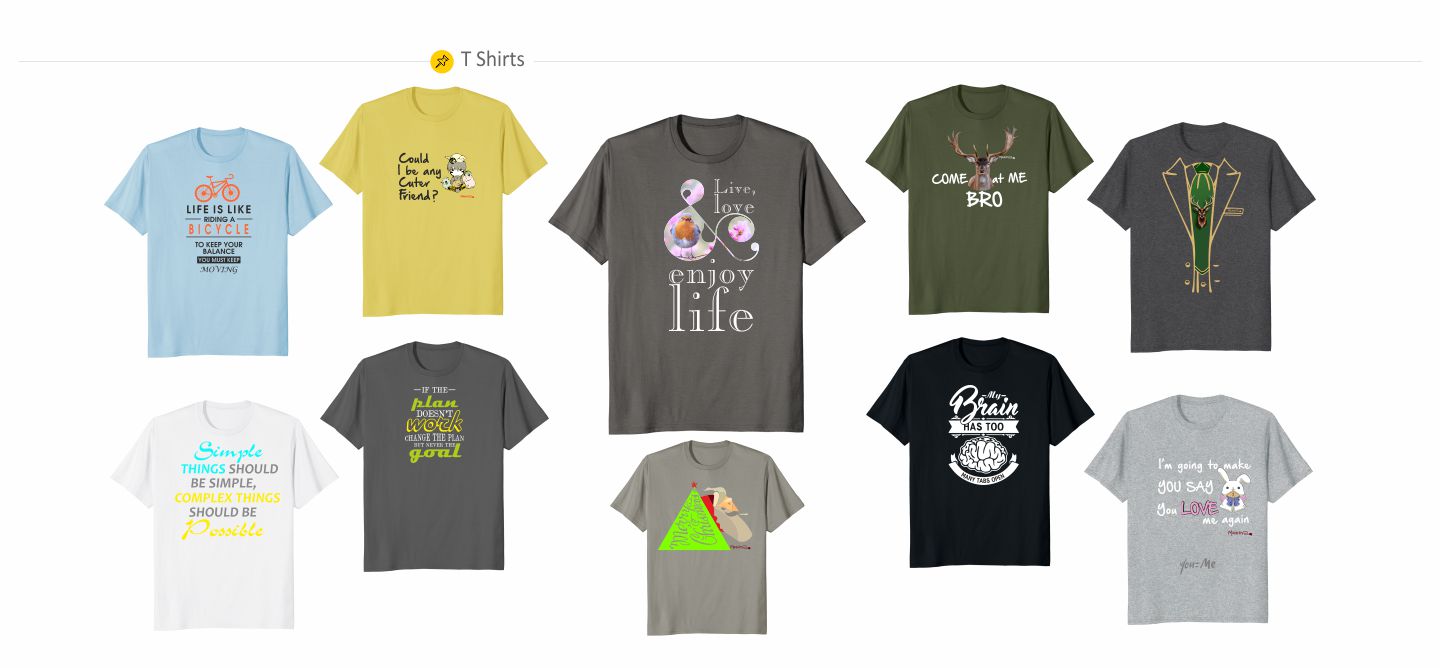 T Shirts
LIFE IS LIKE
RIDING A
BICYCLE
TO KEEP YOUR
BALANCE
YOU MUST KEEP
MOVING
Could
I be any
Cuter
Friend?
Live,
love
&
enjoy
life
COME at ME
BRO
Simple
THINGS SHOULD
BE SIMPLE,
COMPLEX THINGS
SHOULD BE
Possible
IF THE
plan
DOESN'T
work
CHANGE THE PLAN
BUT NEVER THE
goal
Merry
Christmas
My
Brain
HAS TOO
MANY TABS OPEN
I'm going to make
YOU SAY
You LOVE
me again
You=Me